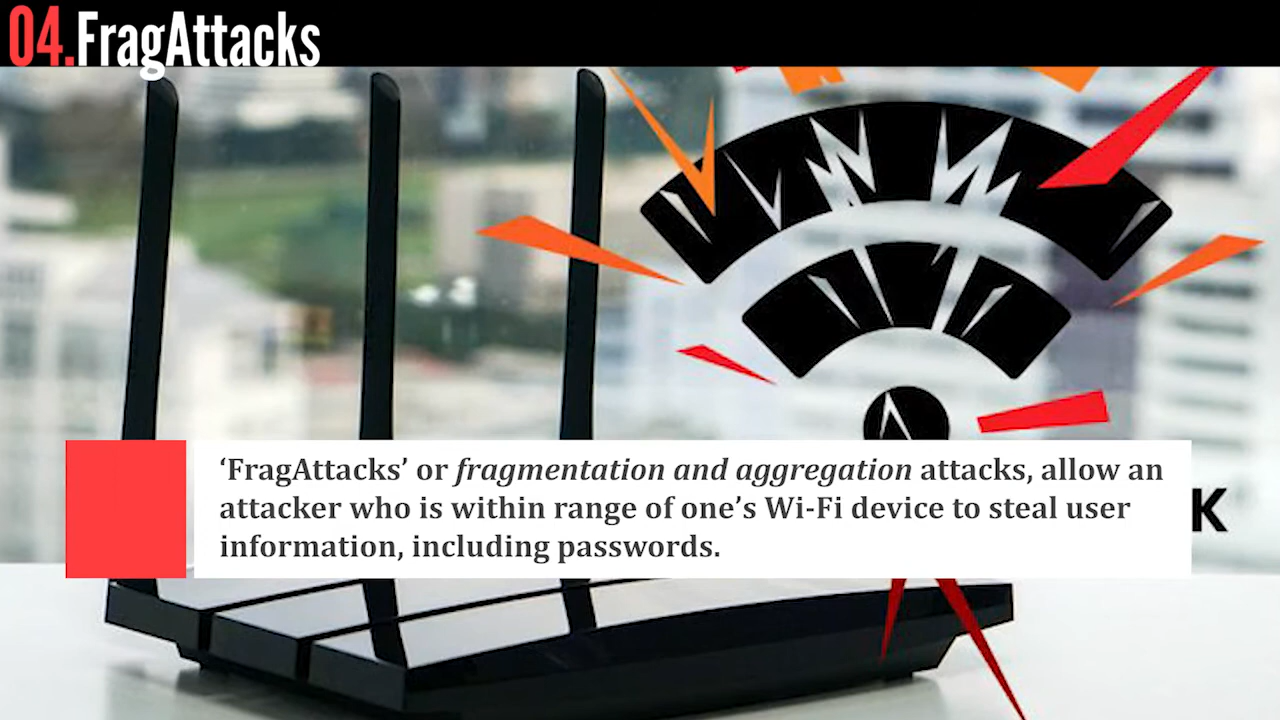 04.FragAttacks
‘FragAttacks’ or fragmentation and aggregation attacks, allow an
attacker who is within range of one’s Wi-Fi device to steal user
information, including passwords.
K